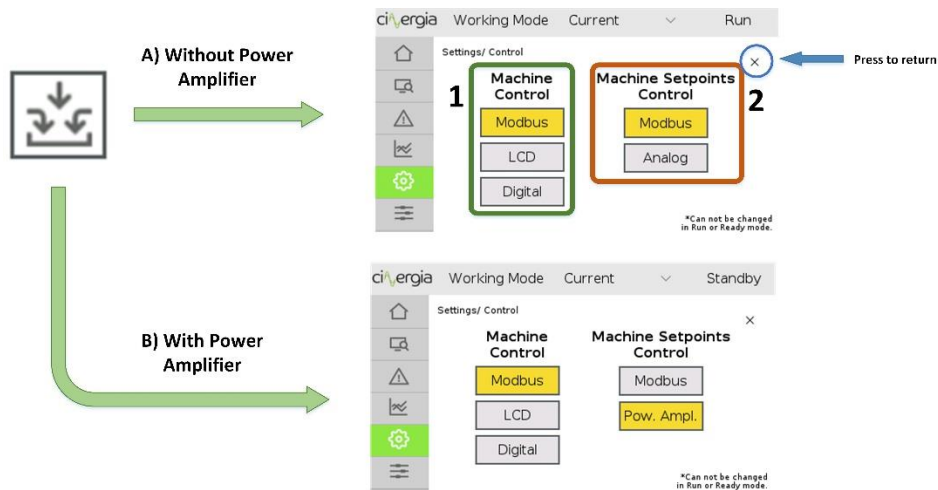 cinergia Working Mode Current Run
A) Without Power
Amplifier
Settings/ Control
Press to return
1
Machine
Control
Modbus
LCD
Digital
Machine Setpoints
Control
2
Modbus
Analog
*Can not be changed
in Run or Ready mode.
cinergia Working Mode Current Standby
B) With Power
Amplifier
Settings/ Control
Machine
Control
Modbus
LCD
Digital
Machine Setpoints
Control
Modbus
Pow. Ampl.
*Can not be changed
in Run or Ready mode.